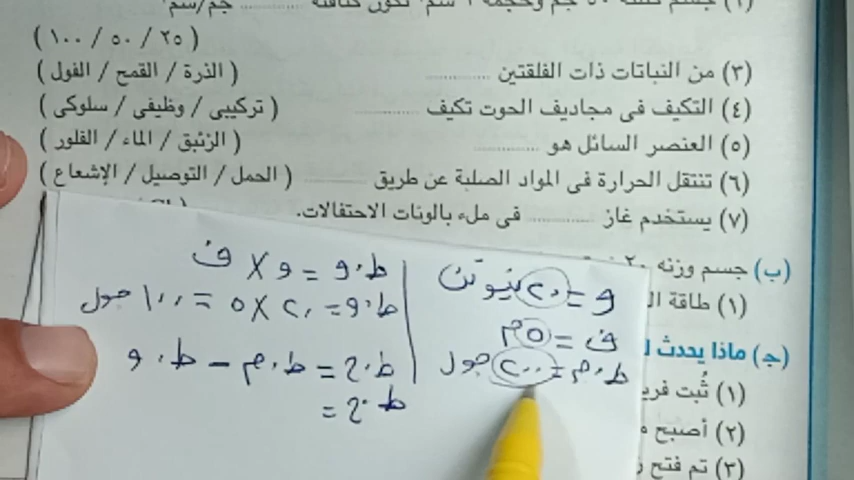 (٢٥ / ٥٠ / ١٠٠)
(٣) من النباتات ذات الفلقتين .......... (الذرة / القمح / الفول)
(٤) التكيف فى مجاديف الحوت تكيف .......... (تركيبى / وظيفى / سلوكى)
(٥) العنصر السائل هو .......... (الزئبق / الماء / الفلور)
(٦) تنتقل الحرارة فى المواد الصلبة عن طريق .......... (الحمل / التوصيل / الإشعاع)
(٧) يستخدم غاز .......... فى ملء بالونات الاحتفالات.
(ب) جسم وزنه ٢٠
(١) طاقة
(ج) ماذا يحدث
(١) ثُبت
(٢) أصبح
(٣) تم فتح
و = ٢٠ نيوتن
ف = ٥ م
ط.م = ٢٠٠ جول
ط.و = و × ف
ط.و = ٢٠ × ٥ = ١٠٠ جول
ط.ح = ط.م – ط.و
ط.ح =